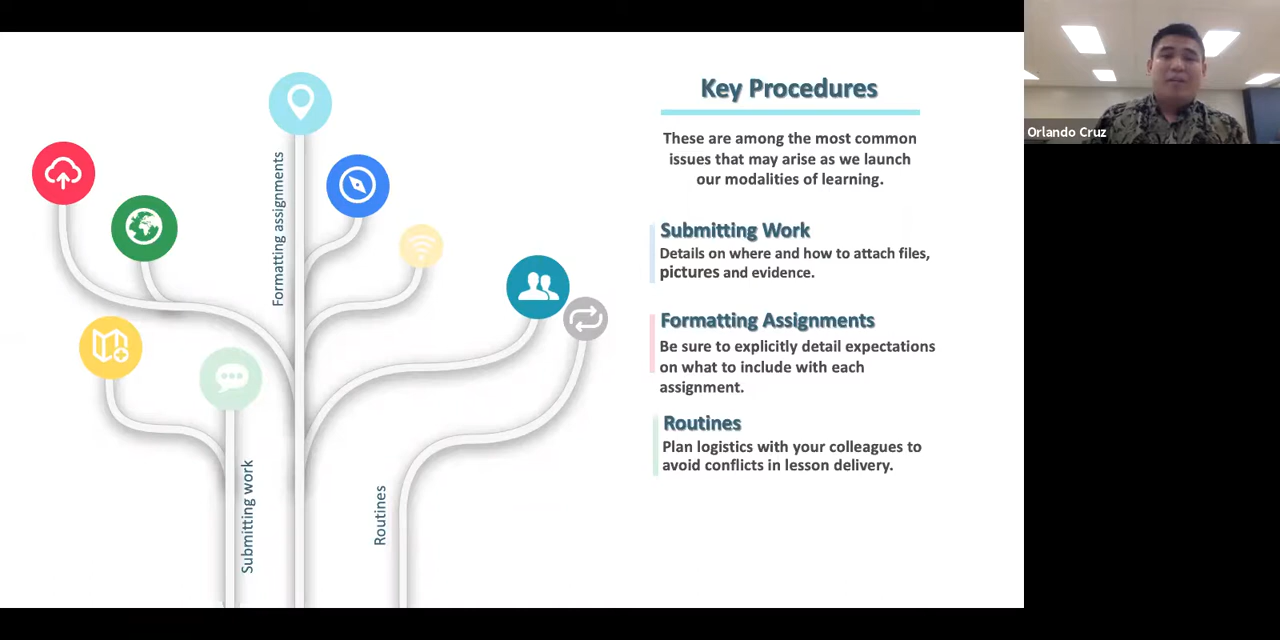 Key Procedures
These are among the most common
issues that may arise as we launch
our modalities of learning.
Submitting Work
Details on where and how to attach files,
pictures and evidence.
Formatting Assignments
Be sure to explicitly detail expectations
on what to include with each
assignment.
Routines
Plan logistics with your colleagues to
avoid conflicts in lesson delivery.
Formatting assignments
Submitting work
Routines
Orlando Cruz